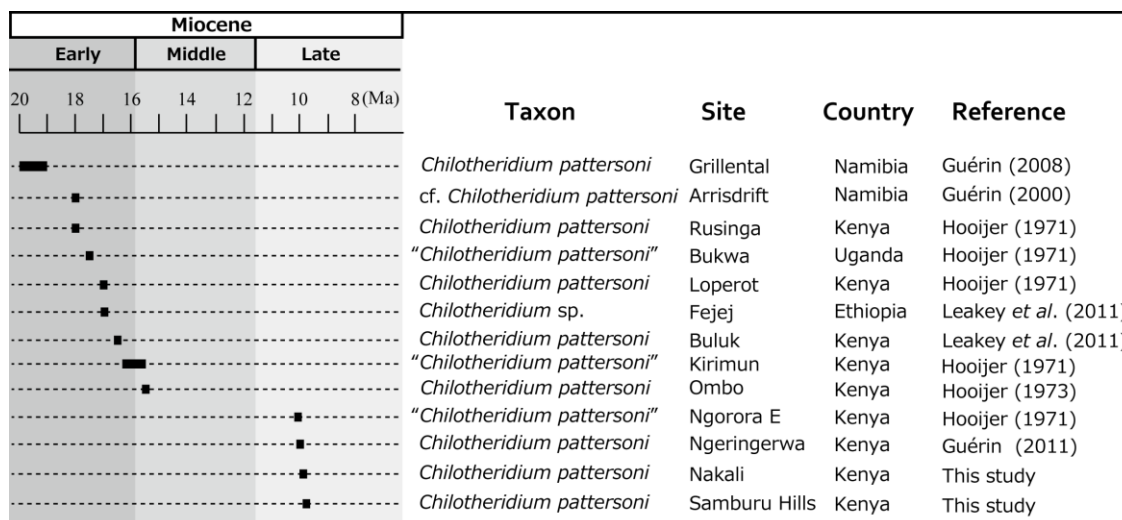 Miocene
Early Middle Late
20 18 16 14 12 10 8 (Ma)
Taxon Site Country Reference
Chilotheridium pattersoni Grillental Namibia Guérin (2008)
cf. Chilotheridium pattersoni Arrisdrift Namibia Guérin (2000)
Chilotheridium pattersoni Rusinga Kenya Hooijer (1971)
“Chilotheridium pattersoni” Bukwa Uganda Hooijer (1971)
Chilotheridium pattersoni Loperot Kenya Hooijer (1971)
Chilotheridium sp. Fejej Ethiopia Leakey et al. (2011)
Chilotheridium pattersoni Buluk Kenya Leakey et al. (2011)
“Chilotheridium pattersoni” Kirimun Kenya Hooijer (1971)
Chilotheridium pattersoni Ombo Kenya Hooijer (1973)
“Chilotheridium pattersoni” Ngorora E Kenya Hooijer (1971)
Chilotheridium pattersoni Ngeringerwa Kenya Guérin (2011)
Chilotheridium pattersoni Nakali Kenya This study
Chilotheridium pattersoni Samburu Hills Kenya This study